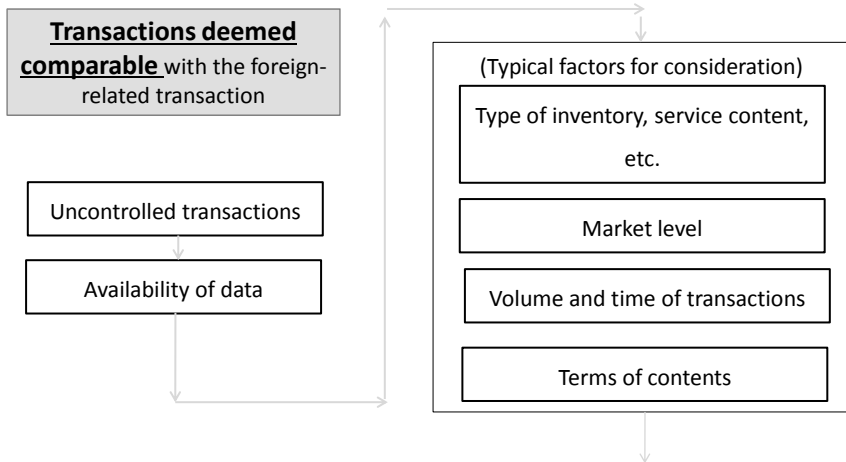 Transactions deemed
comparable with the foreign-
related transaction
Uncontrolled transactions
Availability of data
(Typical factors for consideration)
Type of inventory, service content,
etc.
Market level
Volume and time of transactions
Terms of contents